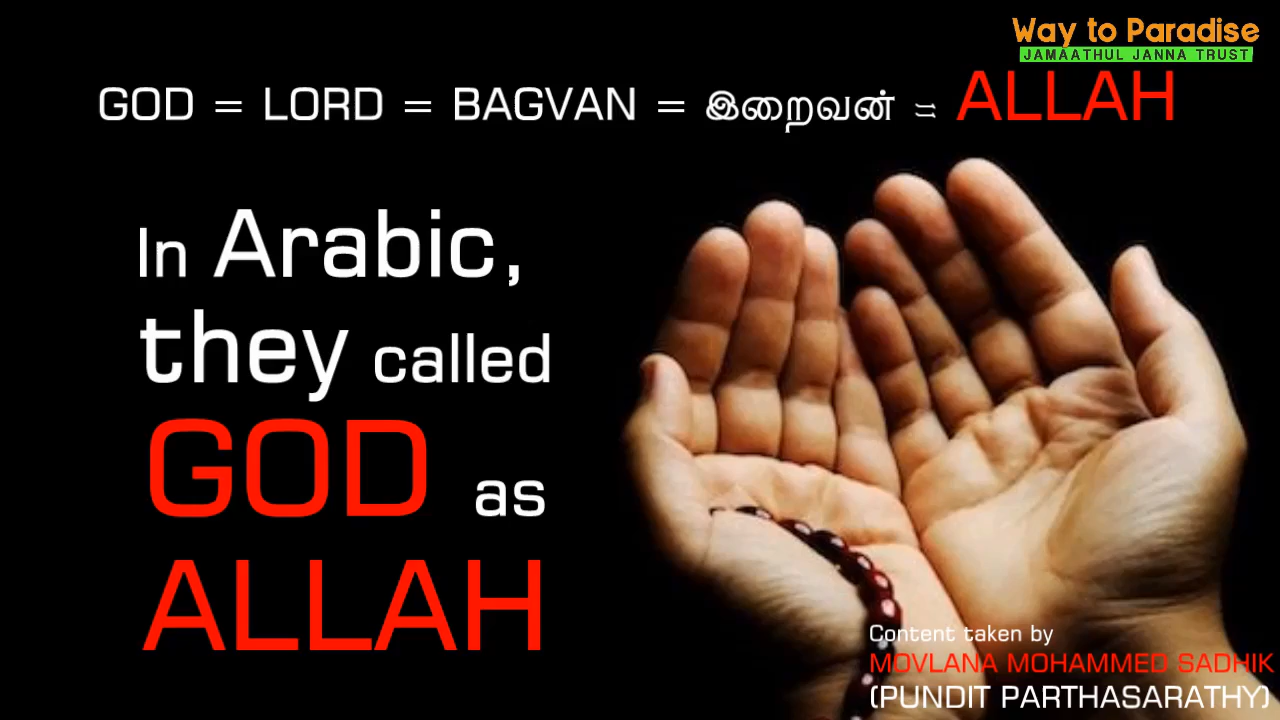 Way to Paradise
JAMAATHUL JANNA TRUST
GOD = LORD = BAGVAN = இறைவன் = ALLAH
In Arabic,
they called
GOD as
ALLAH
Content taken by
MOVLANA MOHAMMED SADHIK
(PUNDIT PARTHASARATHY)